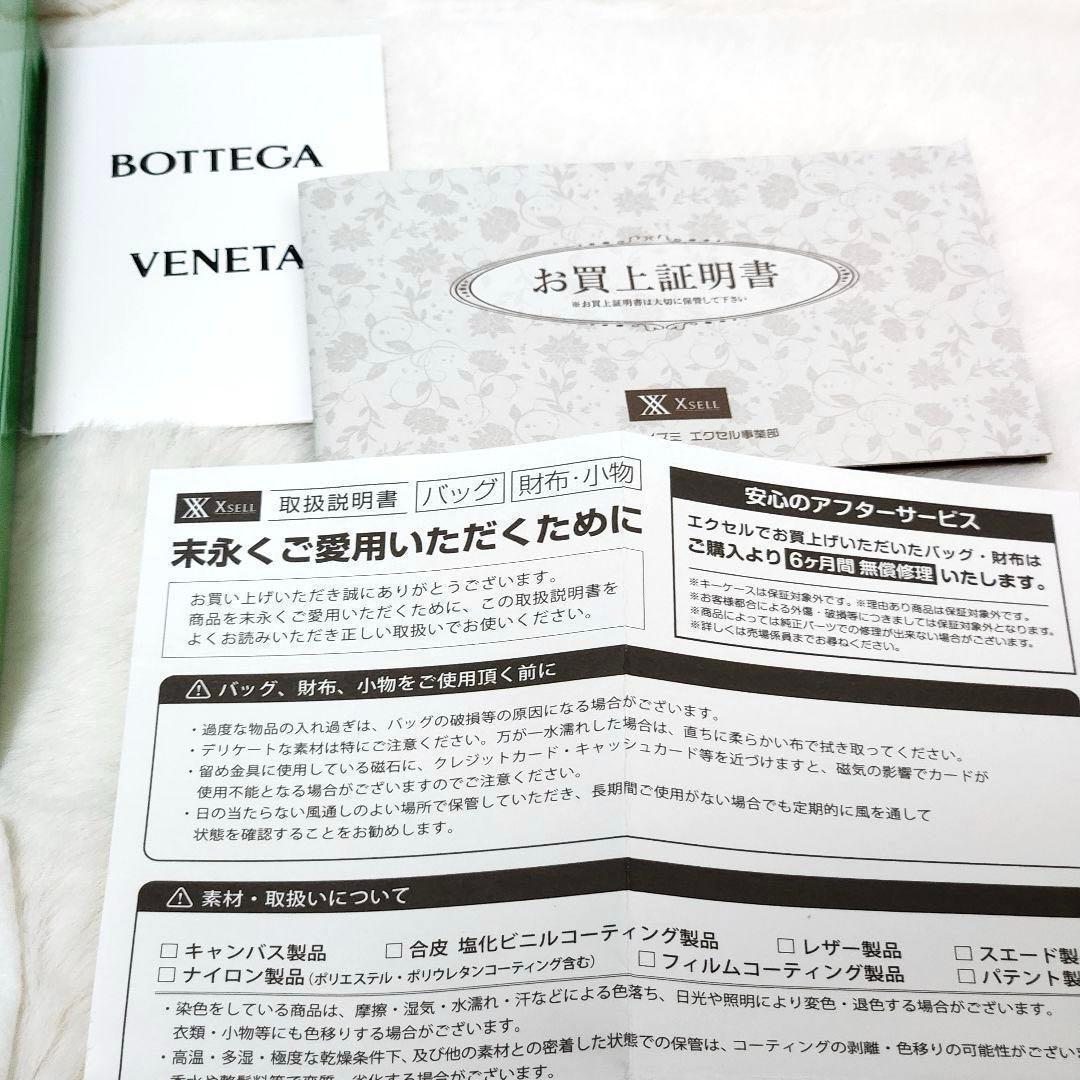 BOTTEGA
VENETA
お買上証明書
※お買上証明書は大切に保管して下さい
XSELL
イズミ エクセル事業部
XSELL 取扱説明書 バッグ 財布・小物
末永くご愛用いただくために
お買い上げいただき誠にありがとうございます。
商品を末永くご愛用いただくために、この取扱説明書を
よくお読みいただき正しい取扱いでお使いください。
安心のアフターサービス
エクセルでお買上げいただいたバッグ・財布は
ご購入より 6ヶ月間 無償修理 いたします。
※キーケースは保証対象外です。※理由あり商品は保証対象外です。
※お客様都合による外傷・破損等につきましては保証対象外となります。
※商品によっては純正パーツでの修理が出来ない場合がございます。
※詳しくは売場係員までお尋ねください。
バッグ、財布、小物をご使用頂く前に
・過度な物品の入れ過ぎは、バッグの破損等の原因になる場合がございます。
・デリケートな素材は特にご注意ください。万が一水濡れした場合は、直ちに柔らかい布で拭き取ってください。
・留め金具に使用している磁石に、クレジットカード・キャッシュカード等を近づけますと、磁気の影響でカードが
使用不能となる場合がございますのでご注意ください。
・日の当たらない風通しのよい場所で保管していただき、長期間ご使用がない場合でも定期的に風を通して
状態を確認することをお勧めします。
素材・取扱いについて
□ キャンバス製品 □ 合皮 塩化ビニルコーティング製品 □ レザー製品 □ スエード製
□ ナイロン製品(ポリエステル・ポリウレタンコーティング含む) □ フィルムコーティング製品 □ パテント製
・染色をしている商品は、摩擦・湿気・水濡れ・汗などによる色落ち、日光や照明により変色・退色する場合がございます。
衣類・小物等にも色移りする場合がございます。
・高温・多湿・極度な乾燥条件下、及び他の素材との密着した状態での保管は、コーティングの剥離・色移りの可能性がござい
香水や整髪料等で変質、劣化する場合がございます。